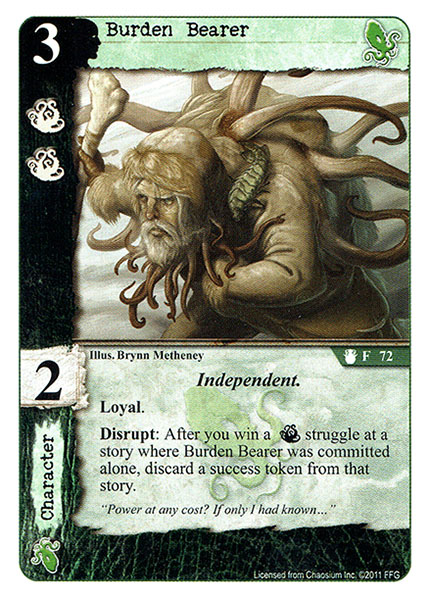 3
Burden Bearer
Illus. Brynn Metheney
F 72
2
Character
Independent.
Loyal.
Disrupt: After you win a struggle at a
story where Burden Bearer was committed
alone, discard a success token from that
story.
“Power at any cost? If only I had known…”
Licensed from Chaosium Inc. ©2011 FFG